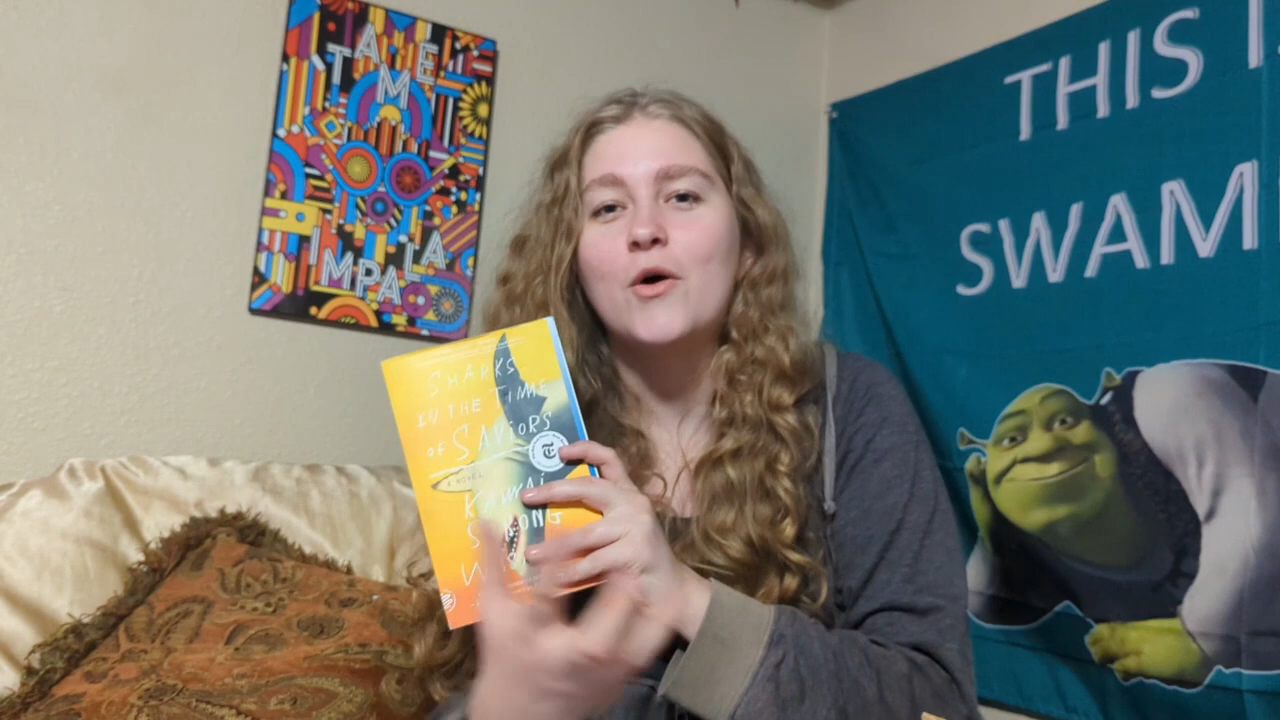 TAME
IMPALA
THIS I
SWAM
SHARKS
IN THE TIME
OF SAVIORS
A NOVEL
KAWAI
STRONG